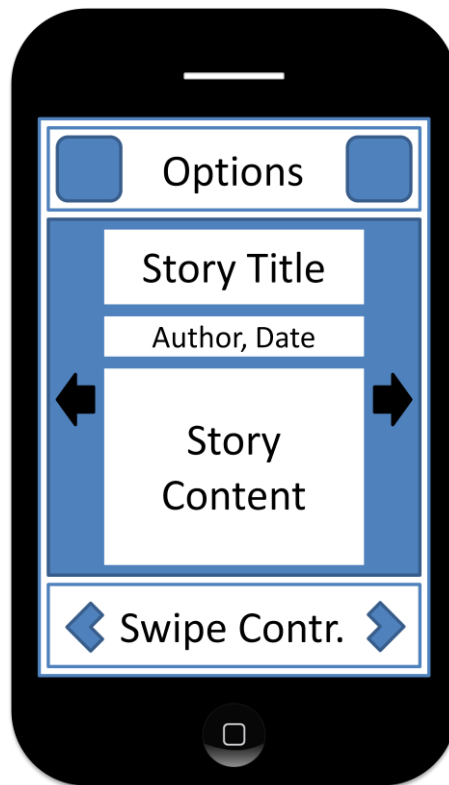 Options
Story Title
Author, Date
Story
Content
Swipe Contr.